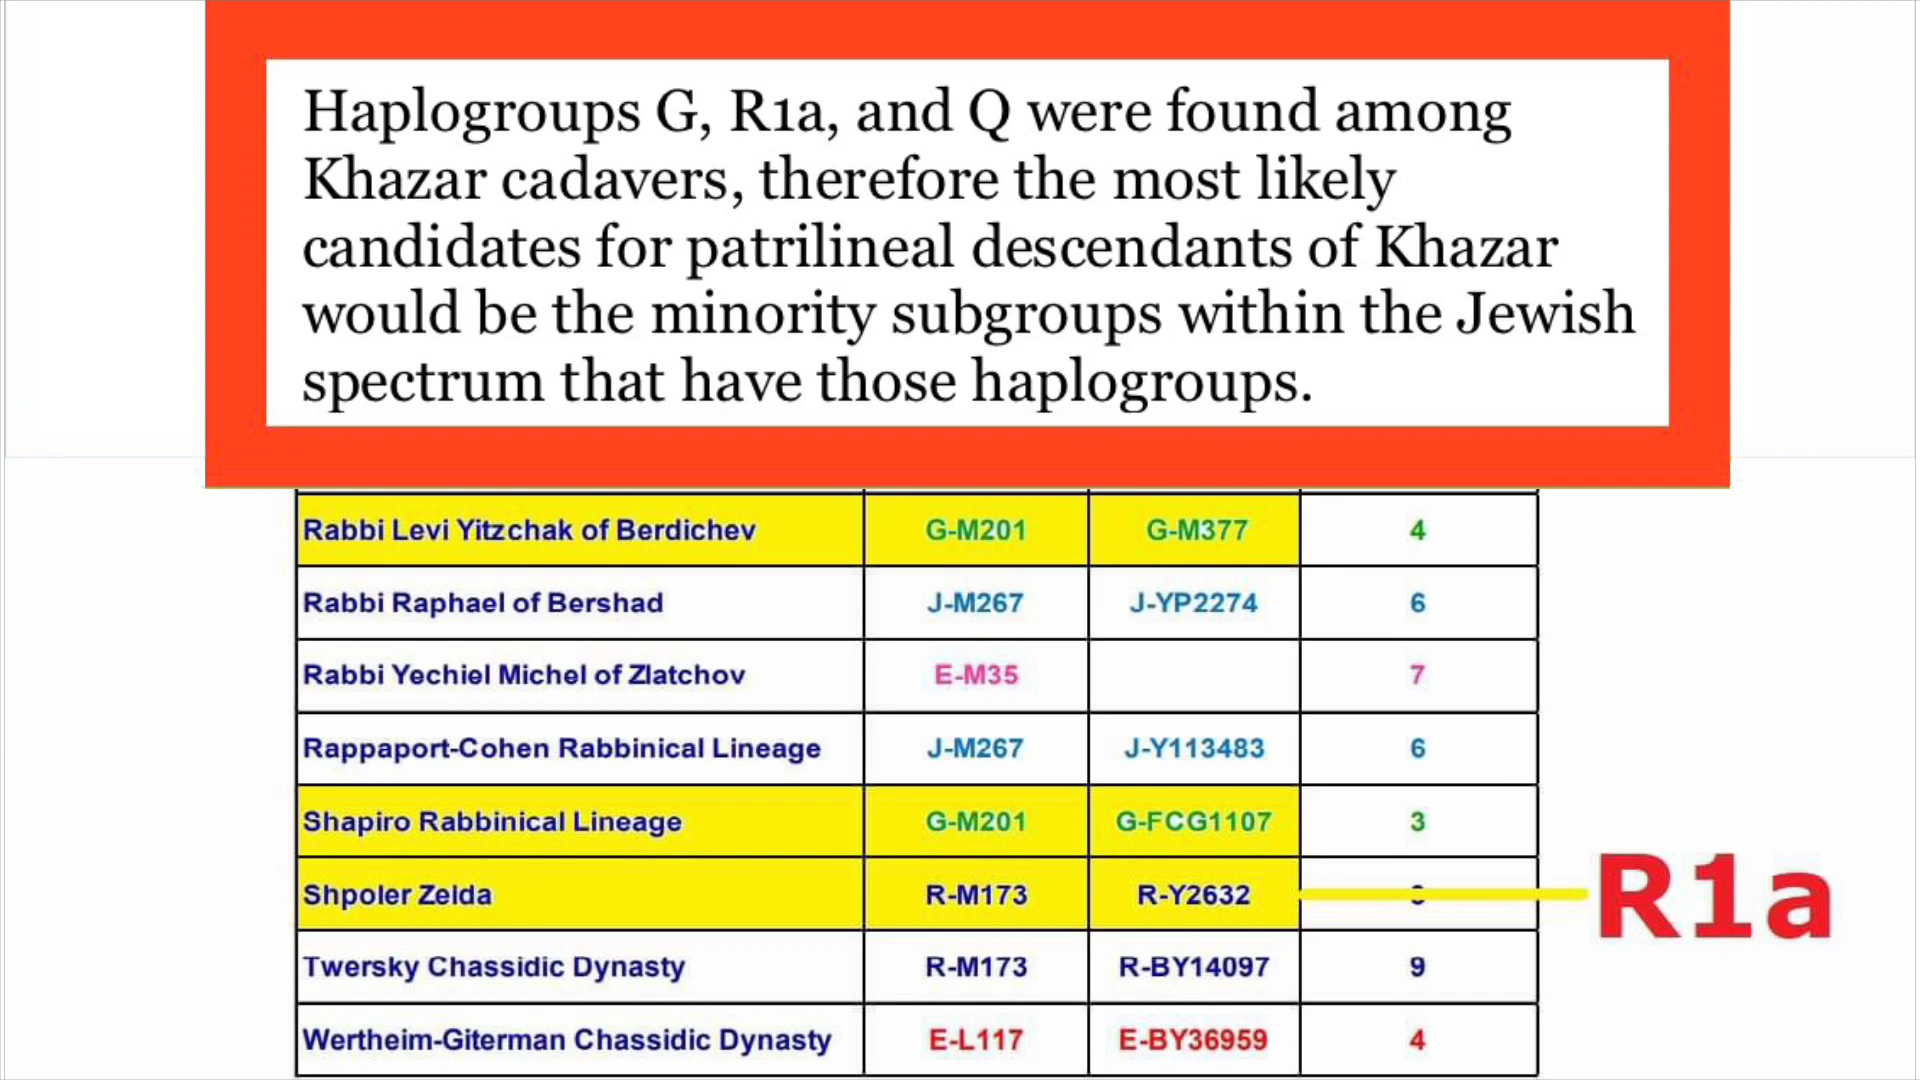 Haplogroups G, R1a, and Q were found among
Khazar cadavers, therefore the most likely
candidates for patrilineal descendants of Khazar
would be the minority subgroups within the Jewish
spectrum that have those haplogroups.
Rabbi Levi Yitzchak of Berdichev G-M201 G-M377 4
Rabbi Raphael of Bershad J-M267 J-YP2274 6
Rabbi Yechiel Michel of Zlatchov E-M35 7
Rappaport-Cohen Rabbinical Lineage J-M267 J-Y113483 6
Shapiro Rabbinical Lineage G-M201 G-FCG1107 3
Shpoler Zeida R-M173 R-Y2632 R1a
Twersky Chassidic Dynasty R-M173 R-BY14097 9
Wertheim-Giterman Chassidic Dynasty E-L117 E-BY36959 4